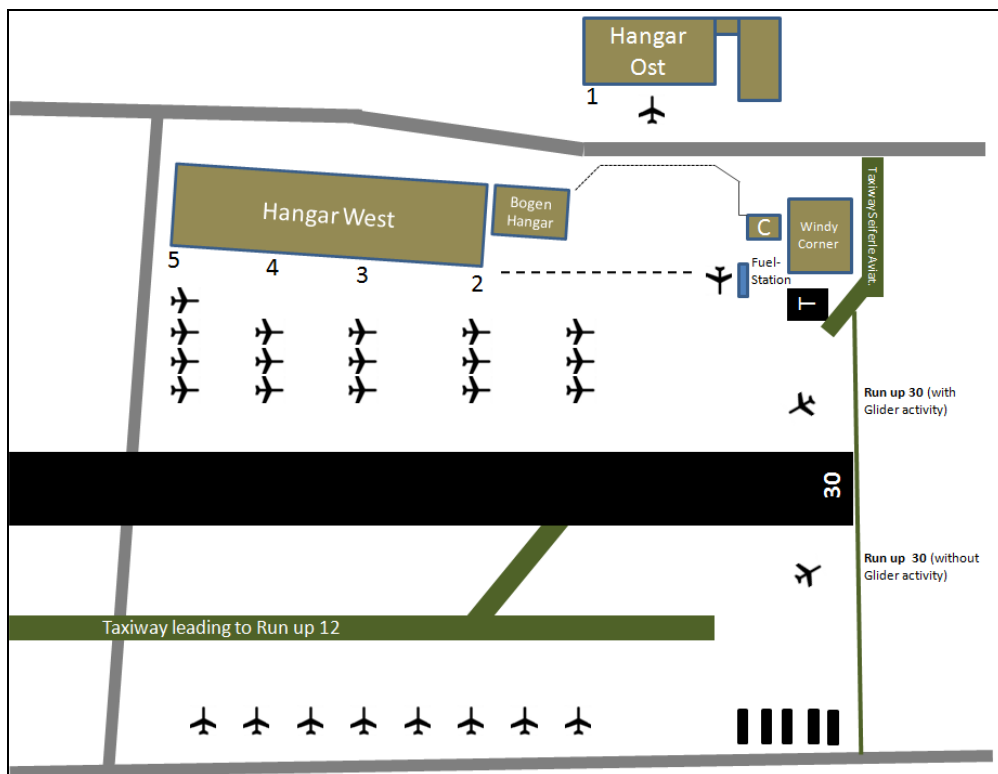 Hangar
Ost
1
Taxiway Seiferle Aviat.
Bogen
Hangar
Hangar West
C
Windy
Corner
5
4
3
2
Fuel-
Station
T
Run up 30 (with
Glider activity)
30
Run up  30 (without
Glider activity)
Taxiway leading to Run up 12